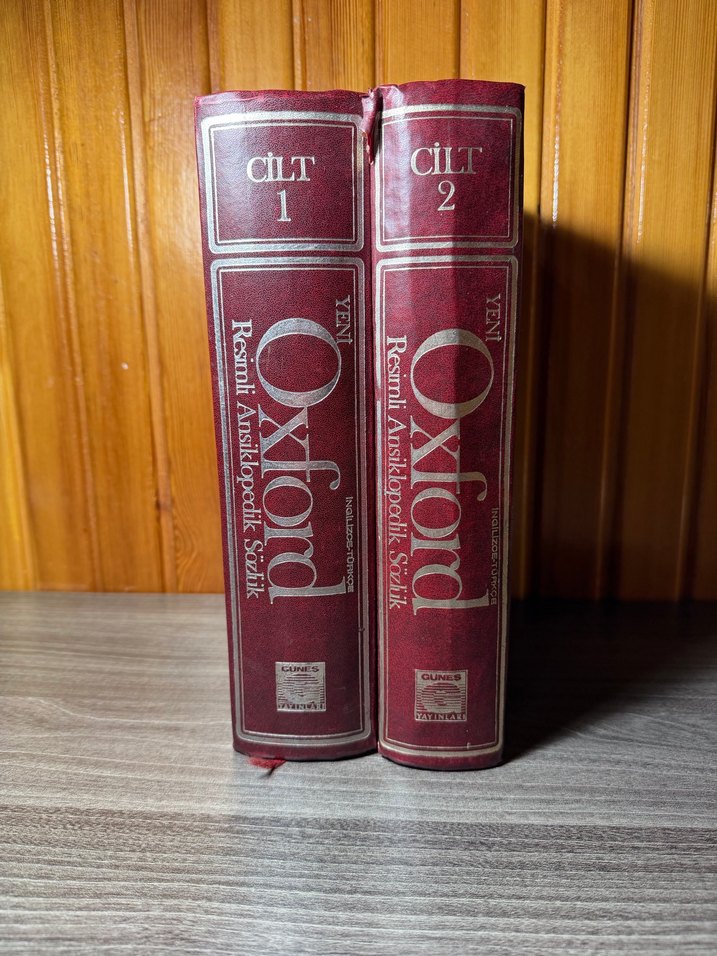 CİLT
1
YENİ
Oxford
İNGİLİZCE-TÜRKÇE
Resimli Ansiklopedik Sözlük
GÜNEŞ
YAYINLARI
CİLT
2
YENİ
Oxford
İNGİLİZCE-TÜRKÇE
Resimli Ansiklopedik Sözlük
GÜNEŞ
YAYINLARI